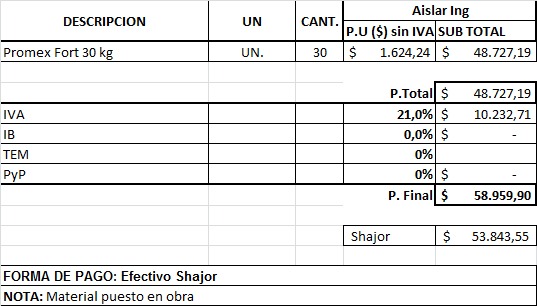 DESCRIPCION UN CANT. Aislar Ing
P.U ($) sin IVA SUB TOTAL
Promex Fort 30 kg UN. 30 $ 1.624,24 $ 48.727,19
P.Total $ 48.727,19
IVA 21,0% $ 10.232,71
IB 0,0% $ -
TEM 0%
PyP 0% $ -
P. Final $ 58.959,90
Shajor $ 53.843,55
FORMA DE PAGO: Efectivo Shajor
NOTA: Material puesto en obra